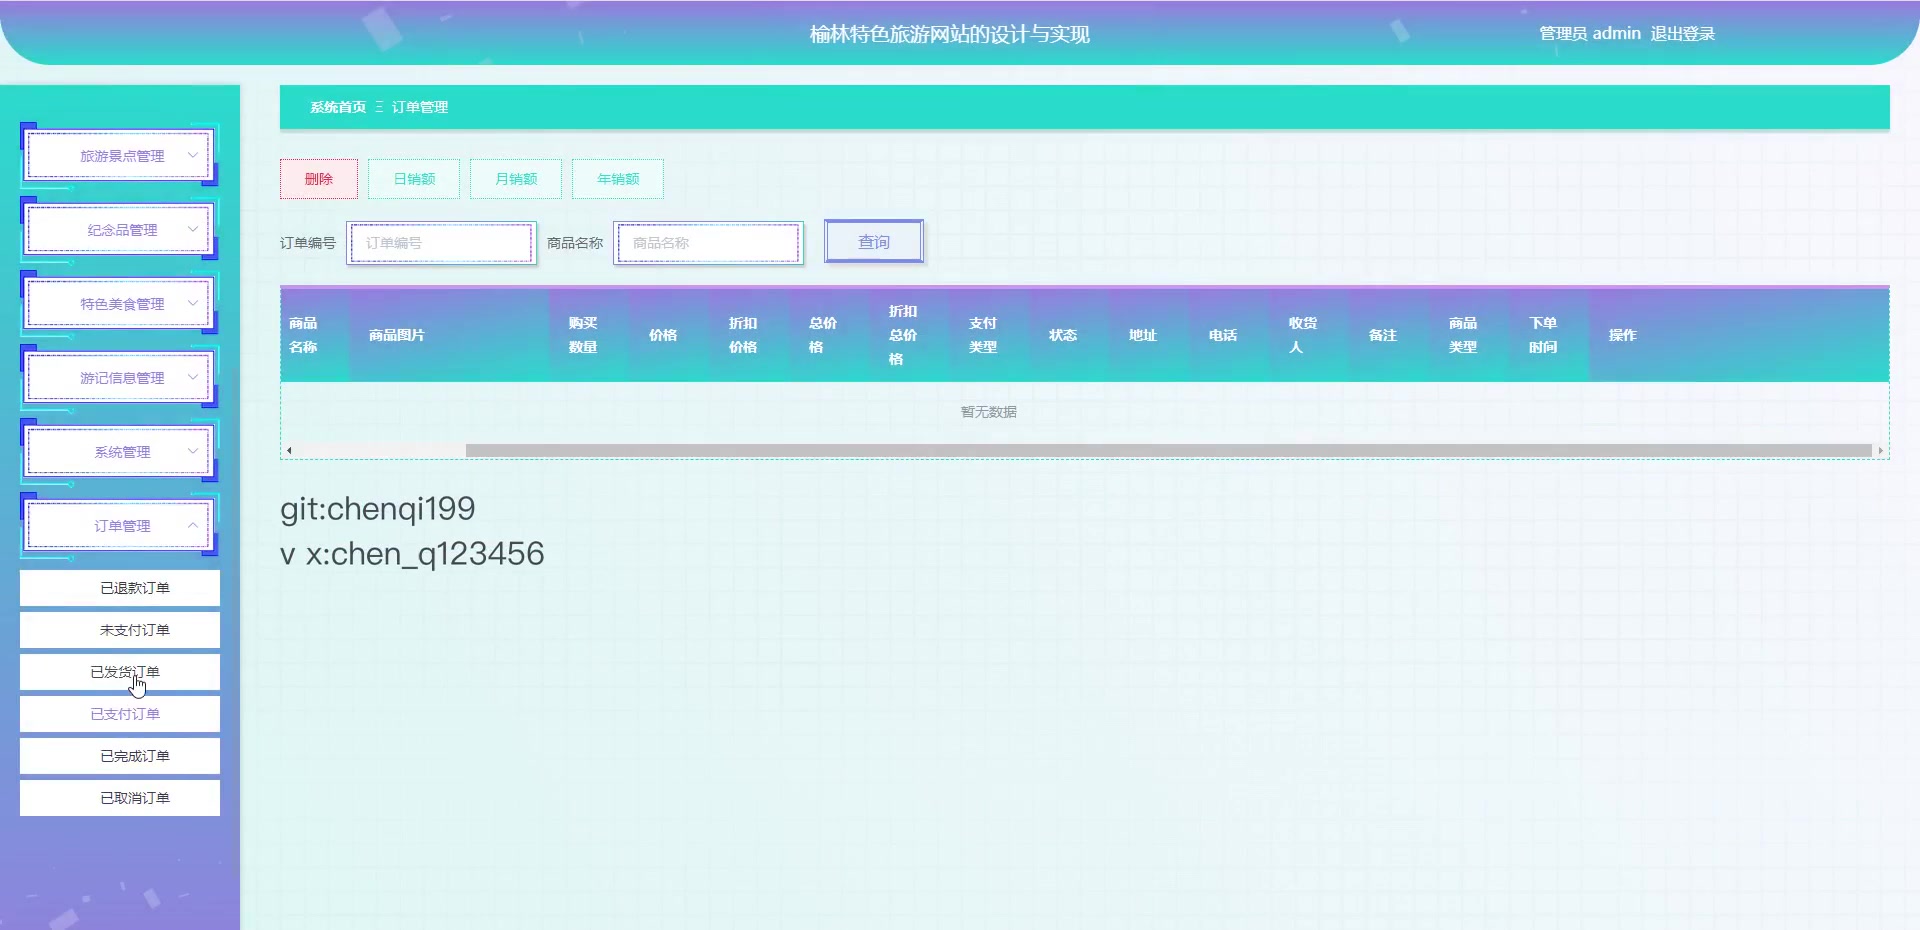 榆林特色旅游网站的设计与实现
管理员 admin 退出登录
系统首页 订单管理
旅游景点管理
纪念品管理
特色美食管理
游记信息管理
系统管理
订单管理
已退款订单
未支付订单
已发货订单
已支付订单
已完成订单
已取消订单
删除 日销额 月销额 年销额
订单编号 订单编号 商品名称 商品名称 查询
商品名称 商品图片 购买数量 价格 折扣价格 总价格 折扣总价格 支付类型 状态 地址 电话 收货人 备注 商品类型 下单时间 操作
暂无数据
git:chenqi199
v x:chen_q123456